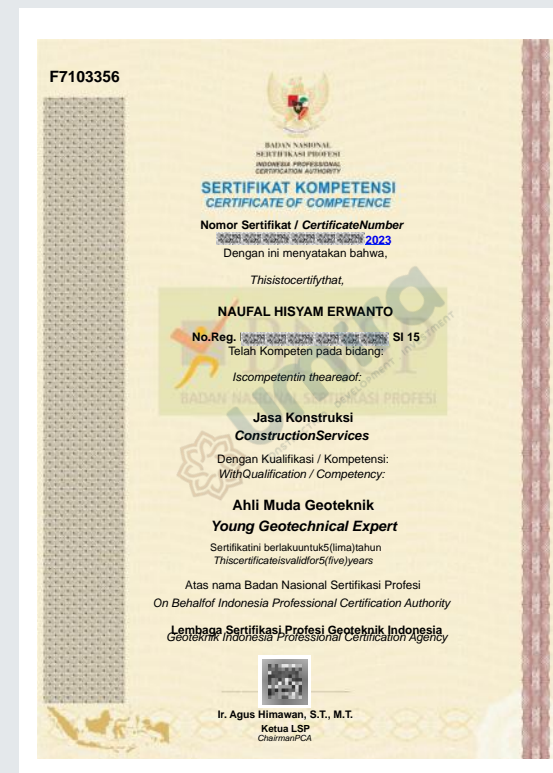 F7103356
BADAN NASIONAL
SERTIFIKASI PROFESI
INDONESIA PROFESSIONAL
CERTIFICATION AUTHORITY
SERTIFIKAT KOMPETENSI
CERTIFICATE OF COMPETENCE
Nomor Sertifikat / CertificateNumber
2023
Dengan ini menyatakan bahwa,
Thisistocertifythat,
NAUFAL HISYAM ERWANTO
No.Reg. SI 15
Telah Kompeten pada bidang:
Iscompetentin theareaof:
BADAN NASIONAL SERTIFIKASI PROFESI
Jasa Konstruksi
ConstructionServices
Dengan Kualifikasi / Kompetensi:
WithQualification / Competency:
Ahli Muda Geoteknik
Young Geotechnical Expert
Sertifikatini berlakuuntuk5(lima)tahun
Thiscertificateisvalidfor5(five)years
Atas nama Badan Nasional Sertifikasi Profesi
On Behalfof Indonesia Professional Certification Authority
Lembaga Sertifikasi Profesi Geoteknik Indonesia
Geoteknik Indonesia Professional Certification Agency
Ir. Agus Himawan, S.T., M.T.
Ketua LSP
ChairmanPCA